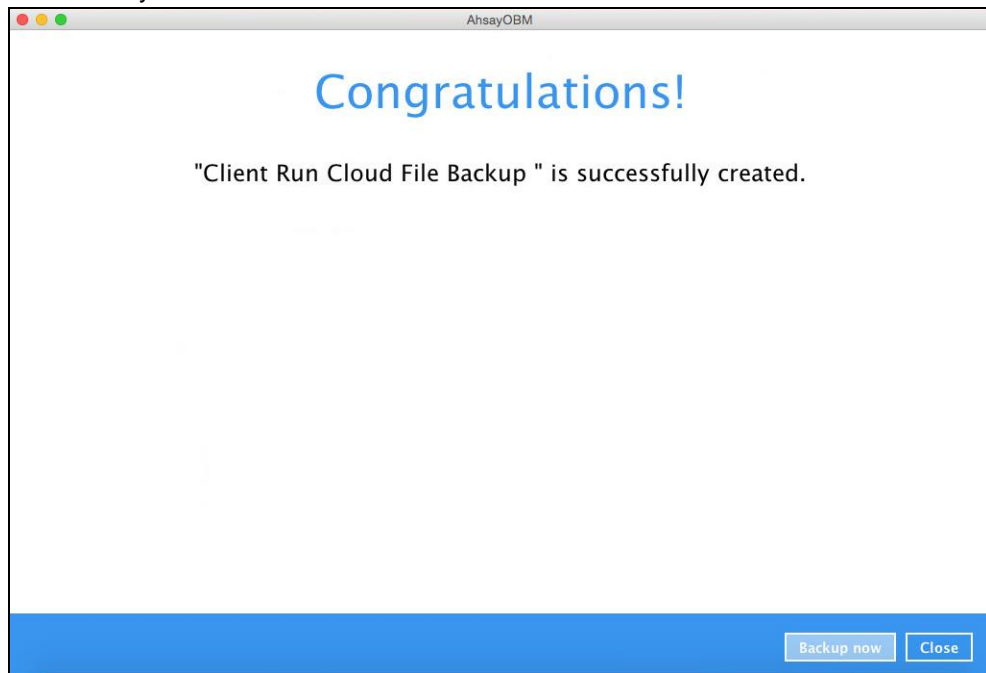 AhsayOBM
Congratulations!
"Client Run Cloud File Backup " is successfully created.
Backup now Close